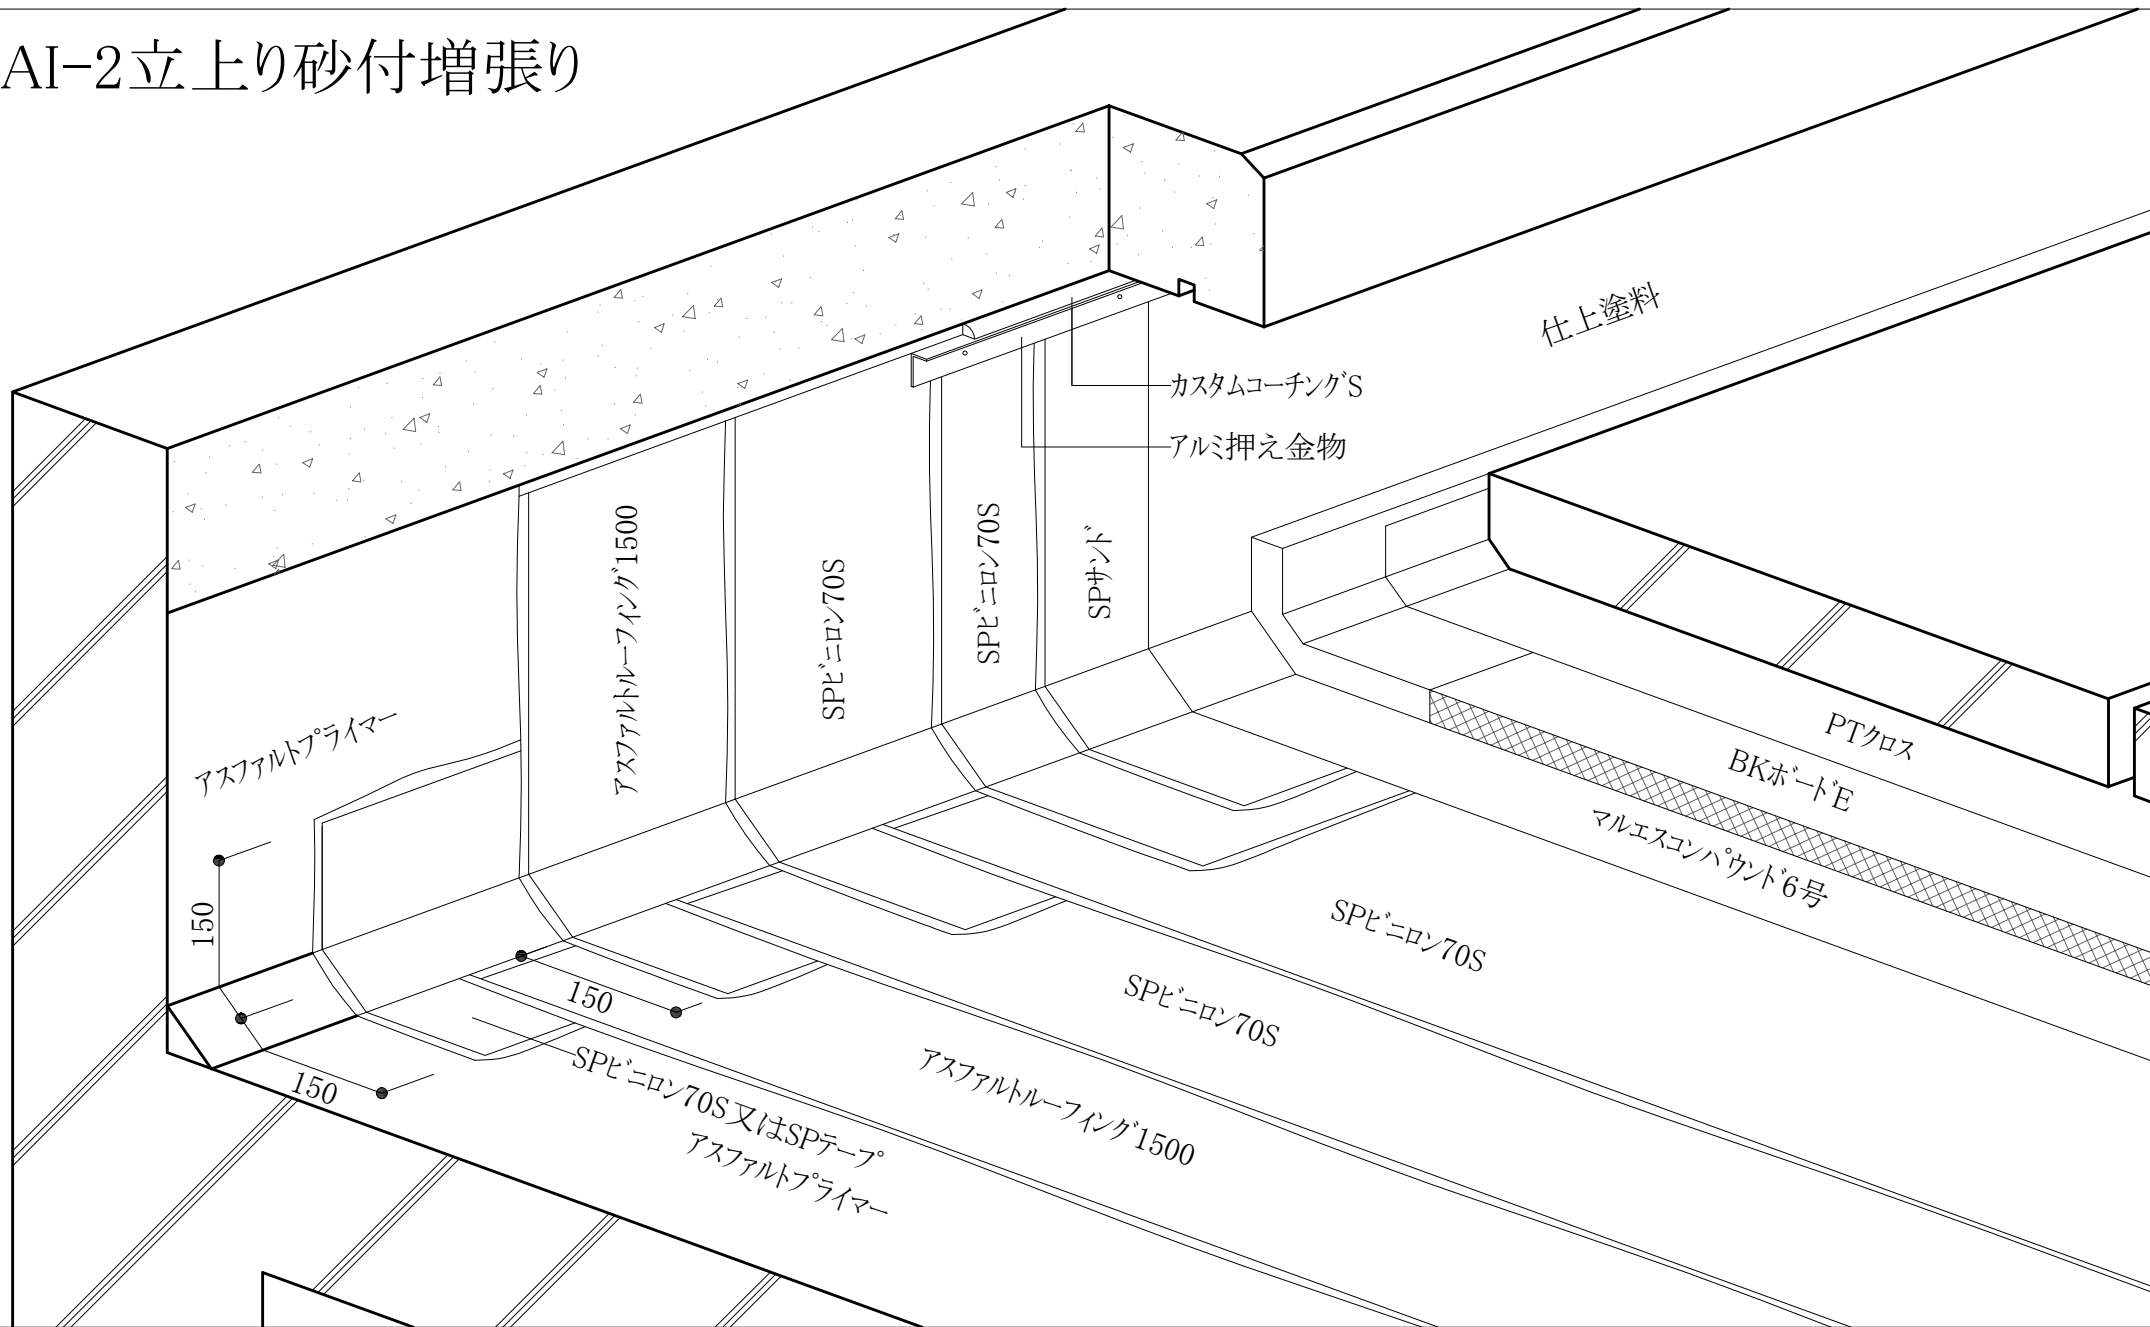 AI-2立上り砂付増張り
仕上塗料
カスタムコーチングS
アルミ押え金物
アスファルトプライマー
アスファルトルーフィング1500
SPビニロン70S
SPビニロン70S
SPサンド
PTクロス
BKボードE
マルエスコンパウンド6号
SPビニロン70S
SPビニロン70S
アスファルトルーフィング1500
SPビニロン70S又はSPテープ
アスファルトプライマー
150
150
150